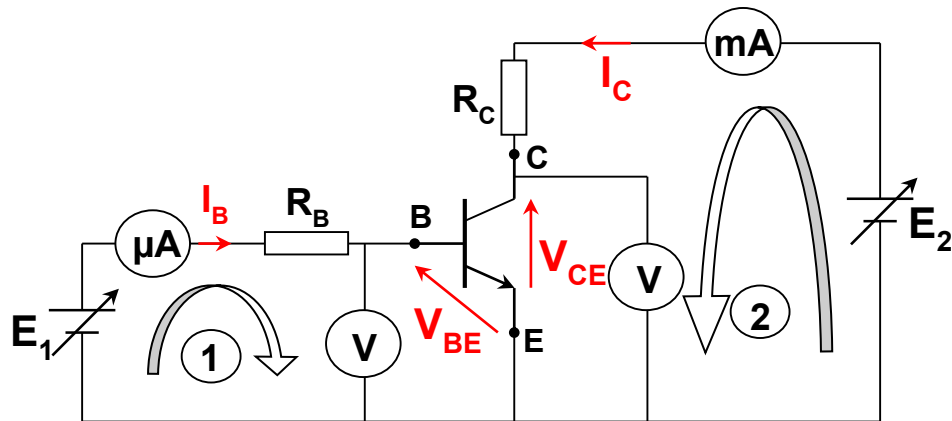 mA
I_C
R_C
C
I_B
R_B
B
µA
V_CE
E_2
E_1
V
V_BE
E
V
1
2